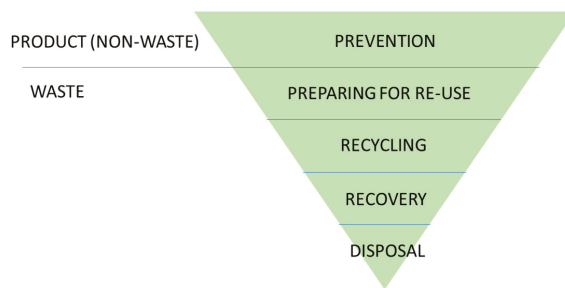 PRODUCT (NON-WASTE) PREVENTION
WASTE PREPARING FOR RE-USE
RECYCLING
RECOVERY
DISPOSAL